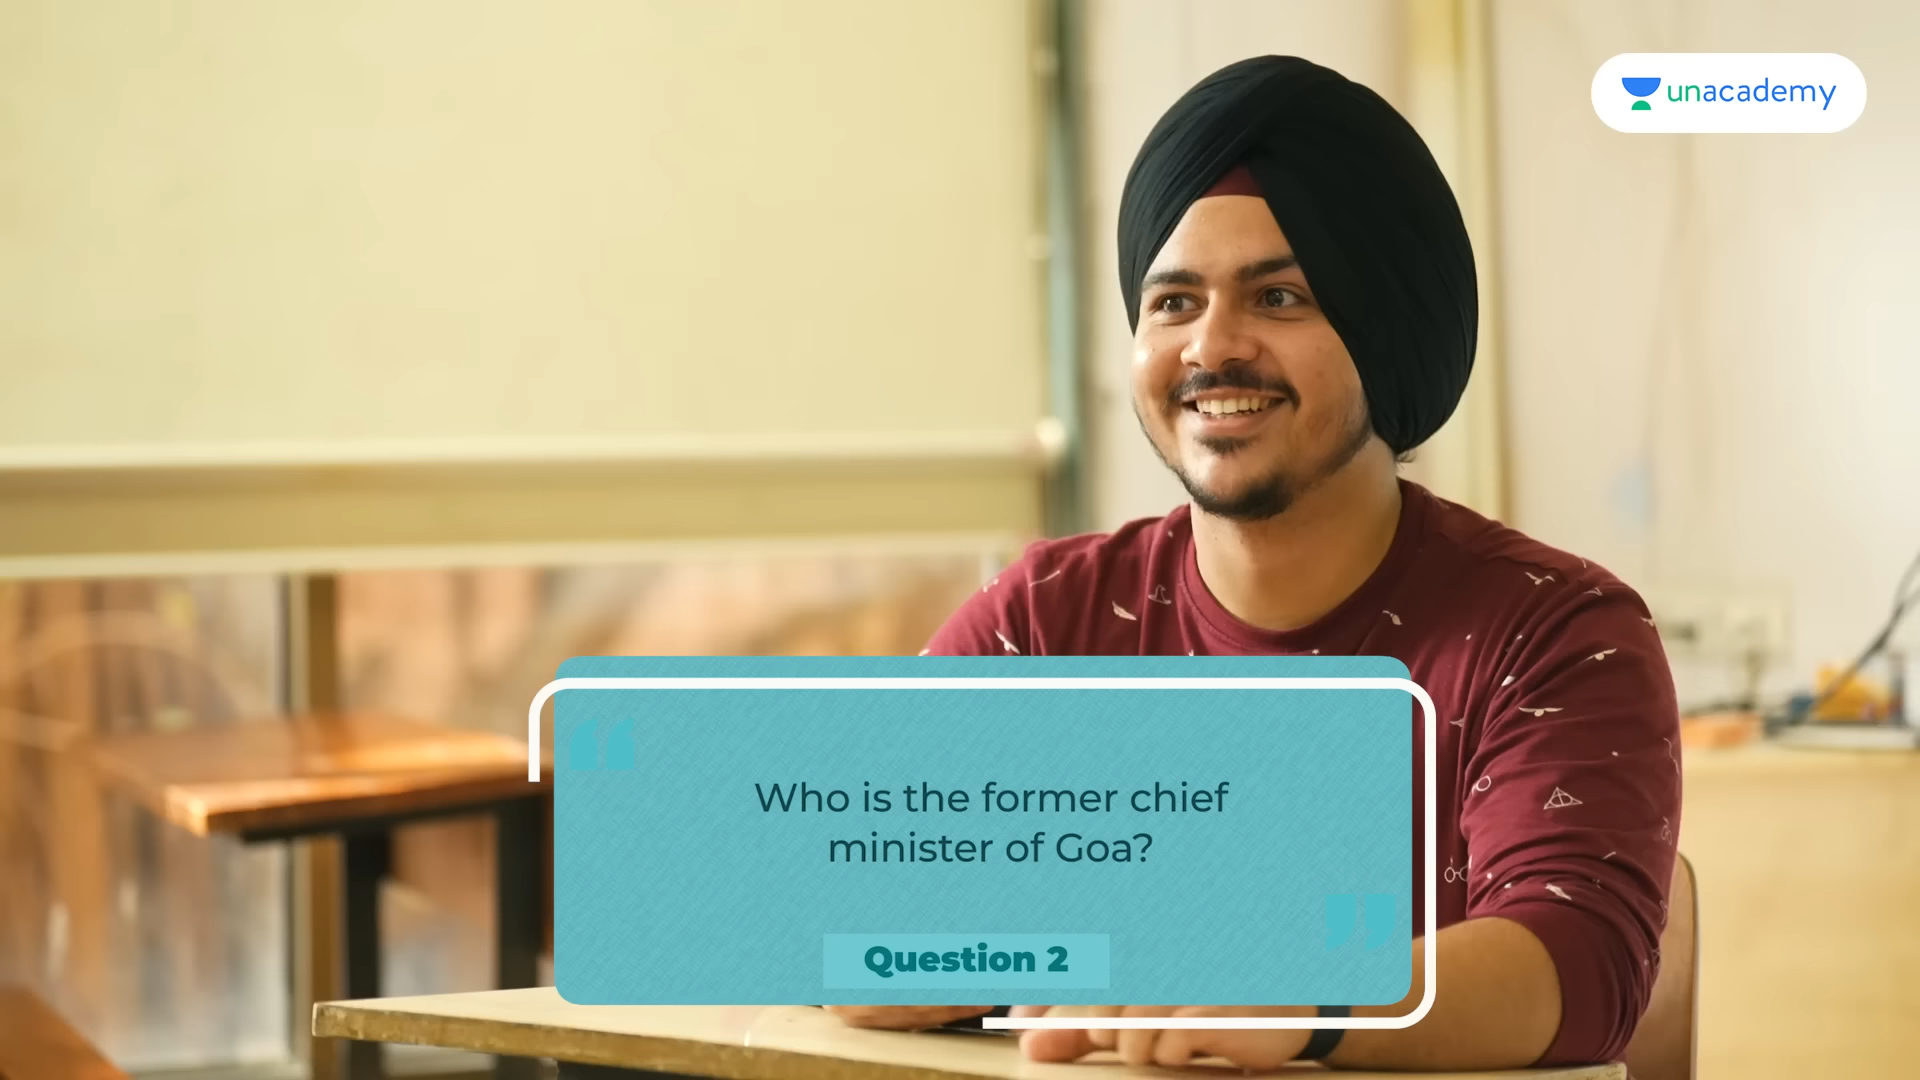 unacademy
Who is the former chief
minister of Goa?
Question 2